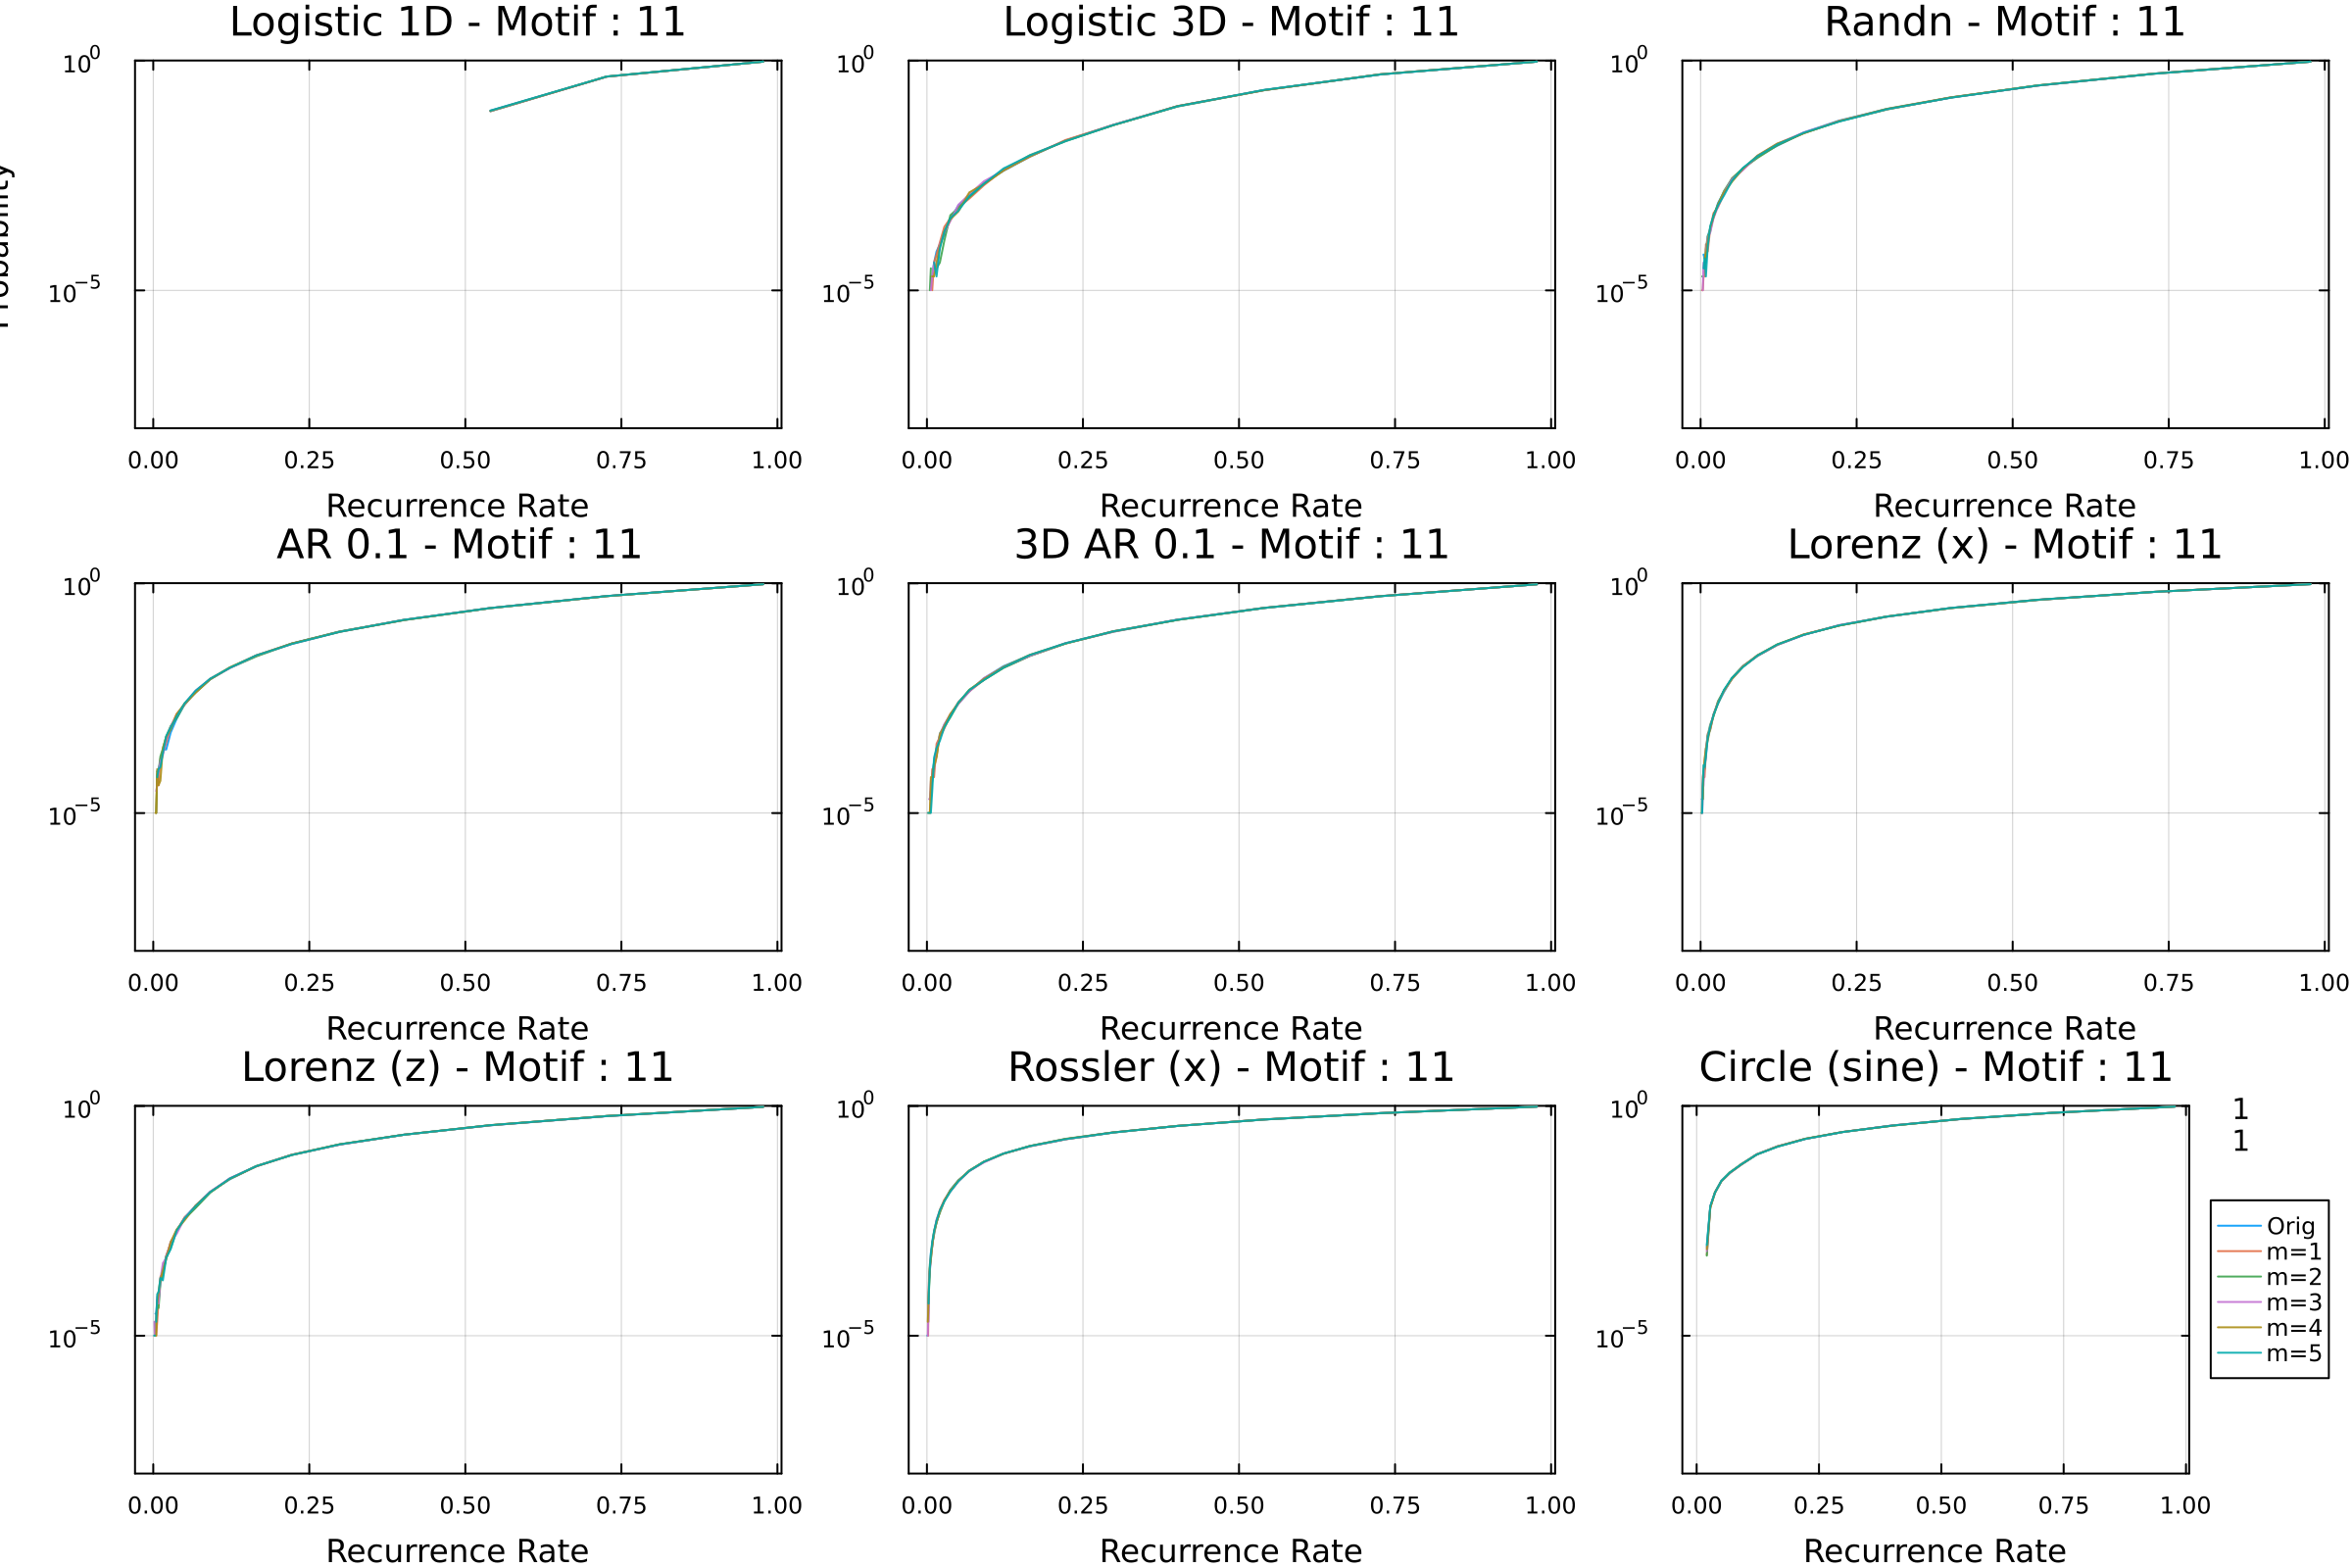 Logistic 1D - Motif : 11
Logistic 3D - Motif : 11
Randn - Motif : 11
Probability
10^0
10^-5
0.00 0.25 0.50 0.75 1.00
Recurrence Rate
10^0
10^-5
0.00 0.25 0.50 0.75 1.00
Recurrence Rate
10^0
10^-5
0.00 0.25 0.50 0.75 1.00
Recurrence Rate
AR 0.1 - Motif : 11
3D AR 0.1 - Motif : 11
Lorenz (x) - Motif : 11
10^0
10^-5
0.00 0.25 0.50 0.75 1.00
Recurrence Rate
10^0
10^-5
0.00 0.25 0.50 0.75 1.00
Recurrence Rate
10^0
10^-5
0.00 0.25 0.50 0.75 1.00
Recurrence Rate
Lorenz (z) - Motif : 11
Rossler (x) - Motif : 11
Circle (sine) - Motif : 11
10^0
10^-5
0.00 0.25 0.50 0.75 1.00
Recurrence Rate
10^0
10^-5
0.00 0.25 0.50 0.75 1.00
Recurrence Rate
10^0
10^-5
0.00 0.25 0.50 0.75 1.00
Recurrence Rate
1
1
Orig
m=1
m=2
m=3
m=4
m=5